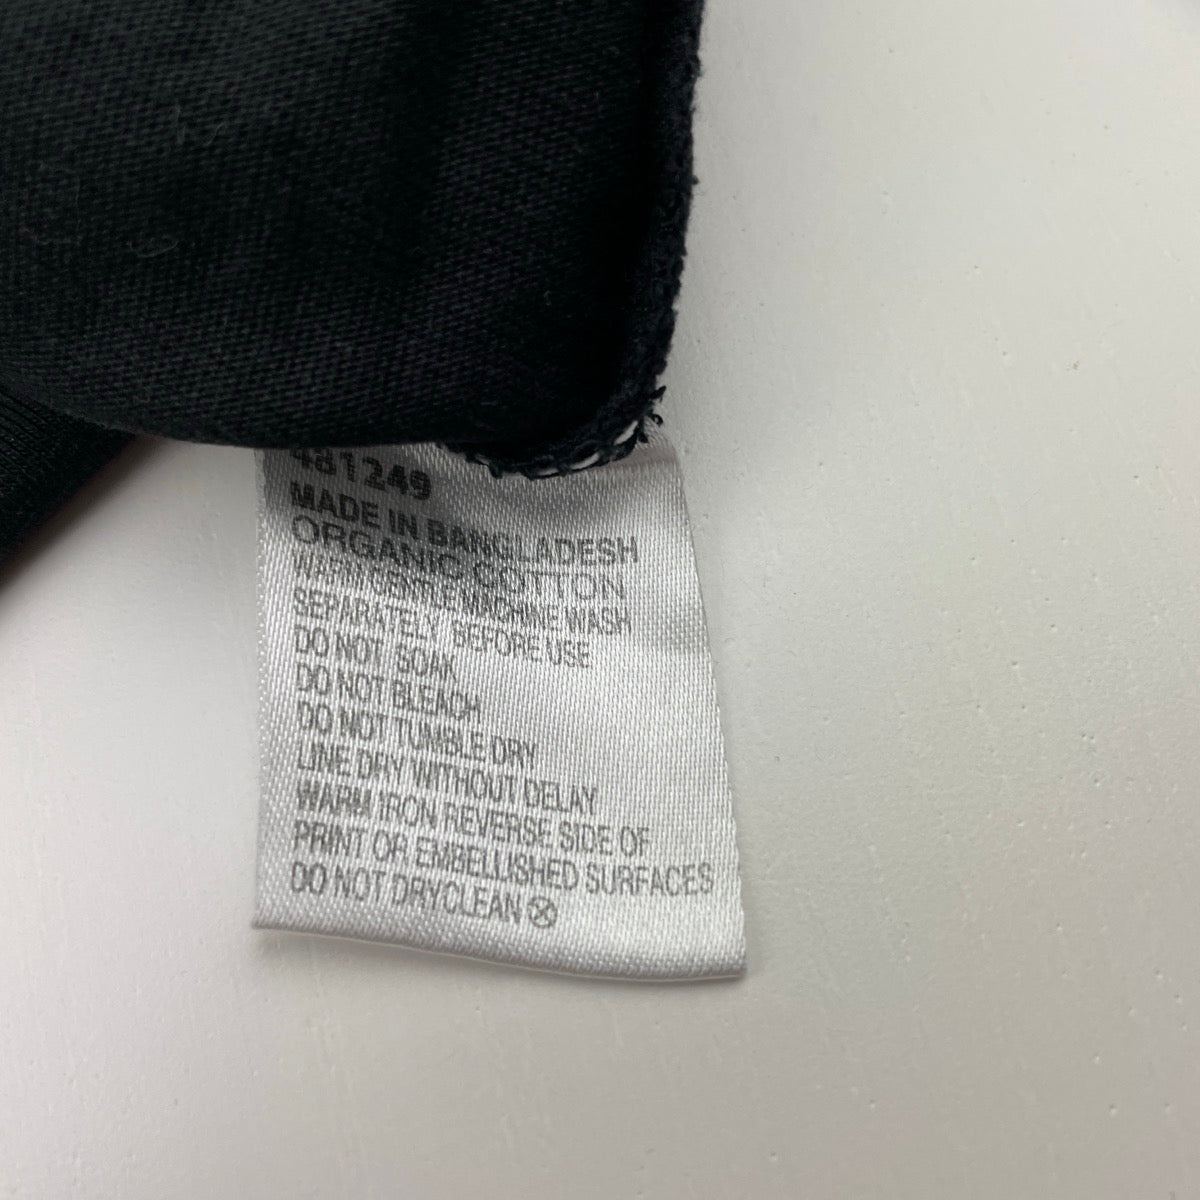 481249
MADE IN BANGLADESH
ORGANIC COTTON
WARM GENTLE MACHINE WASH
SEPARATELY, BEFORE USE
DO NOT SOAK
DO NOT BLEACH
DO NOT TUMBLE DRY
LINE DRY WITHOUT DELAY
WARM IRON REVERSE SIDE OF
PRINT OR EMBELLISHED SURFACES
DO NOT DRYCLEAN